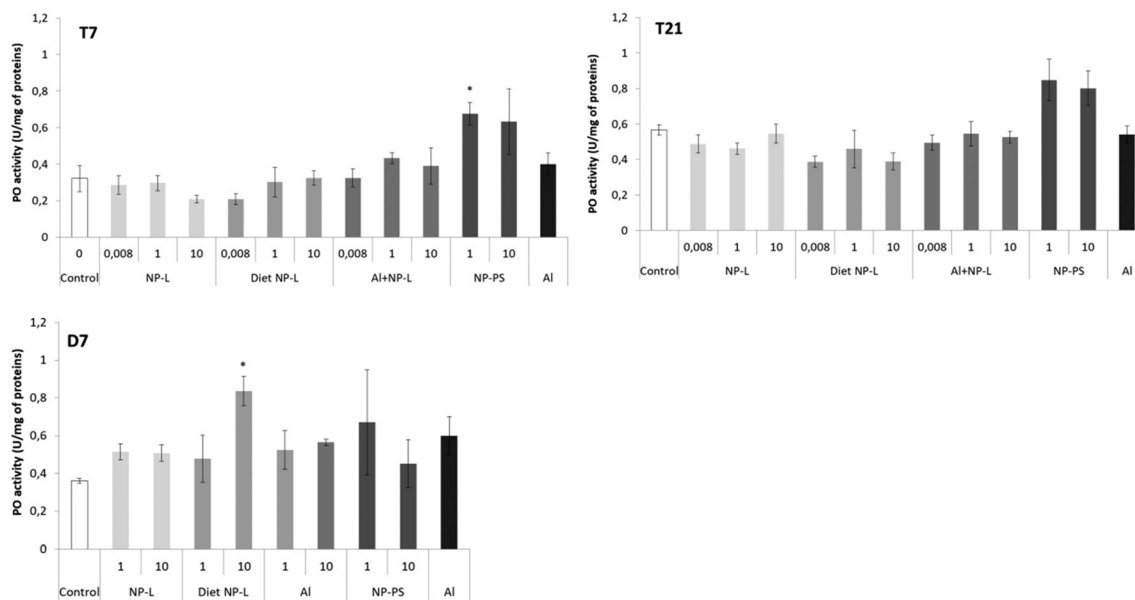 T7
PO activity (U/mg of proteins)
1,2
1
0,8
0,6
0,4
0,2
0
*
0 0,008 1 10 0,008 1 10 0,008 1 10 1 10
Control NP-L Diet NP-L Al+NP-L NP-PS Al
T21
PO activity (U/mg of proteins)
1,2
1
0,8
0,6
0,4
0,2
0
0,008 1 10 0,008 1 10 0,008 1 10 1 10
Control NP-L Diet NP-L Al+NP-L NP-PS Al
D7
PO activity (U/mg of proteins)
1,2
1
0,8
0,6
0,4
0,2
0
*
1 10 1 10 1 10 1 10
Control NP-L Diet NP-L Al NP-PS Al